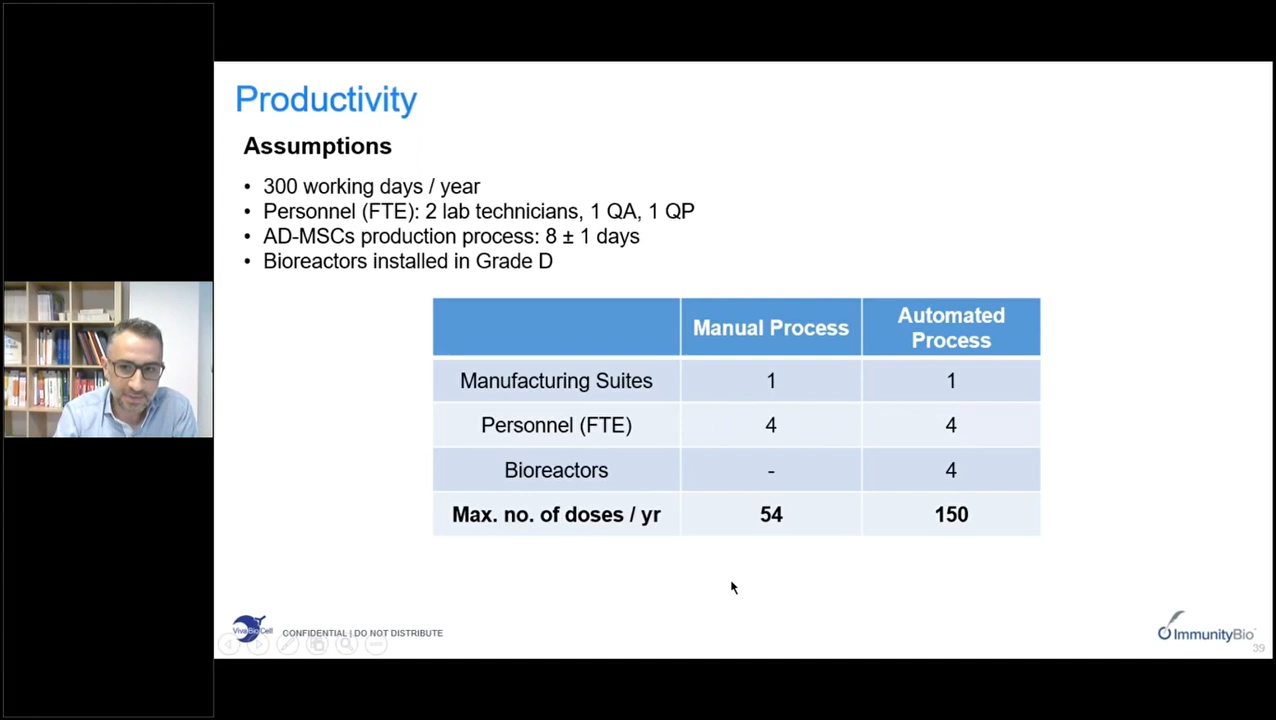 Productivity
Assumptions
• 300 working days / year
• Personnel (FTE): 2 lab technicians, 1 QA, 1 QP
• AD-MSCs production process: 8 ± 1 days
• Bioreactors installed in Grade D
Manual Process
Automated
Process
Manufacturing Suites 1 1
Personnel (FTE) 4 4
Bioreactors - 4
Max. no. of doses / yr 54 150
VivaBioCell
CONFIDENTIAL | DO NOT DISTRIBUTE
ImmunityBio
39